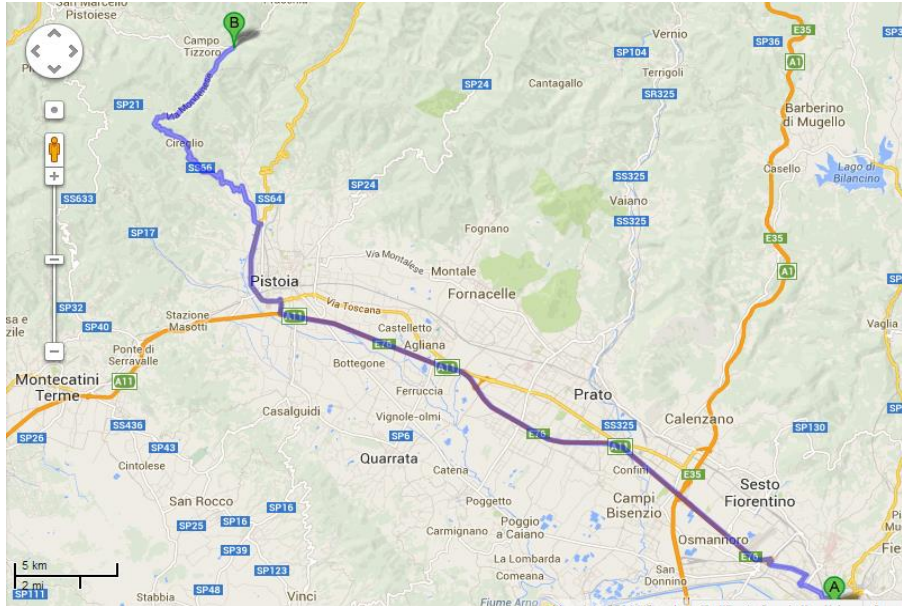 San Marcello
Pistoiese
B
Campo
Tizzoro
Vernio
SP104
Terrigoli
SP36
E35
A1
SP24
Cantagallo
SR325
Barberino
di Mugello
SP21
Via Mondenuova
Cireglio
SS66
SP24
SS64
SS633
SS325
Vaiano
SS325
Casello
Lago di
Bilancino
SP17
Fognano
Via Montalese
Montale
E35
A1
Pistoia
Fornacelle
SP32
Stazione
Masotti
Via Toscana
A11
Castelletto
E76
Agliana
Vaglia
SP40
Ponte di
Serravalle
Bottegone
A11
Montecatini
Terme
A11
Ferruccia
Prato
Casalguidi
Vignole-olmi
SS325
Calenzano
SS436
SP26
SP6
E76
A11
SP130
SP43
Cintolese
Quarrata
Catena
Confini
E35
Sesto
Fiorentino
San Rocco
SP16
Poggetto
Campi
Bisenzio
SP25
SP16
Poggio
a Caiano
Carmignano
Osmannoro
SP39
La Lombarda
E76
Comeana
San
Donnino
5 km
2 mi
SP123
SP111
Stabbia
SP48
Vinci
Fiume Arno
A